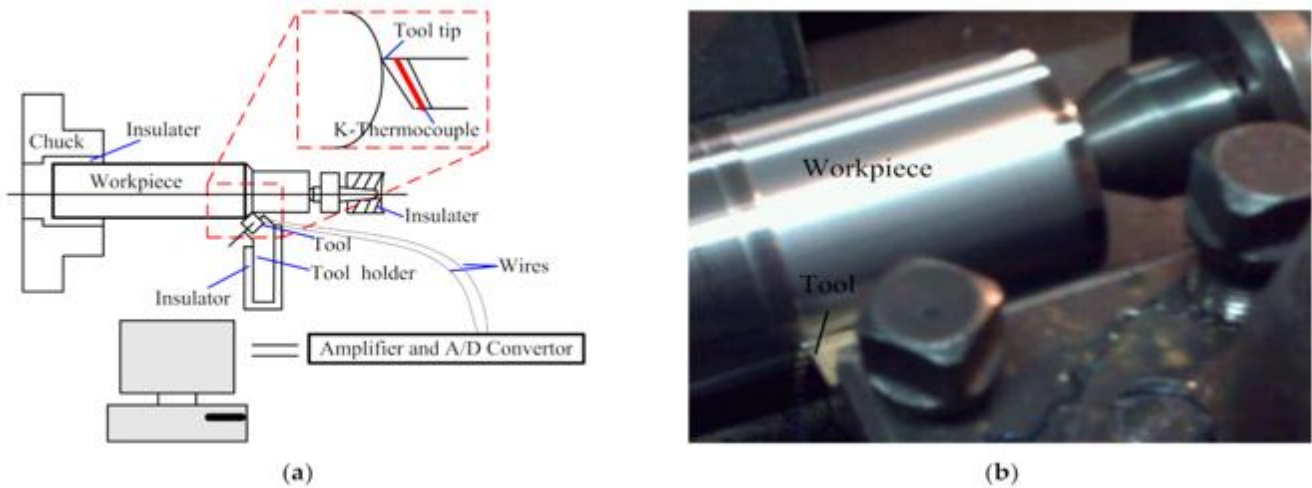 Tool tip
K-Thermocouple
Chuck
Insulater
Workpiece
Insulater
Tool
Tool holder
Wires
Insulator
Amplifier and A/D Convertor
(a)
Workpiece
Tool
(b)